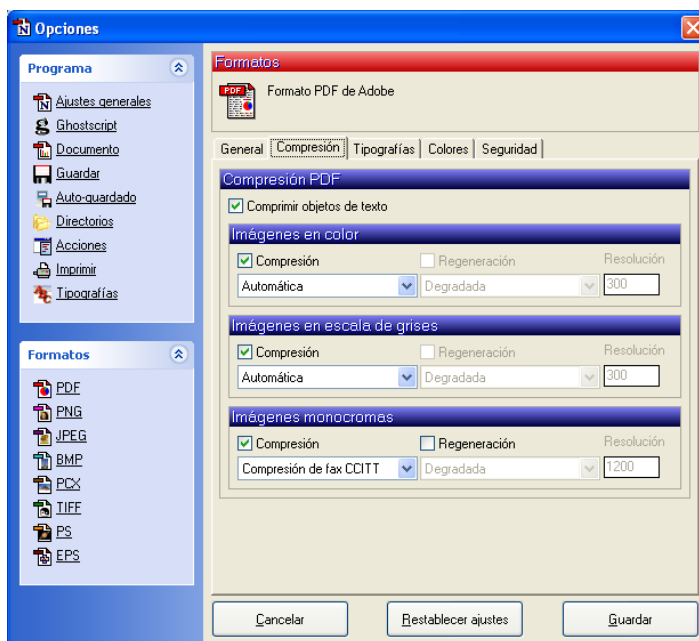 Opciones
Programa
Ajustes generales
Ghostscript
Documento
Guardar
Auto-guardado
Directorios
Acciones
Imprimir
Tipografías
Formatos
PDF
PNG
JPEG
BMP
PCX
TIFF
PS
EPS
Formatos
PDF
Formato PDF de Adobe
General Compresión Tipografías Colores Seguridad
Compresión PDF
Comprimir objetos de texto
Imágenes en color
Compresión Regeneración Resolución
Automática Degradada 300
Imágenes en escala de grises
Compresión Regeneración Resolución
Automática Degradada 300
Imágenes monocromas
Compresión Regeneración Resolución
Compresión de fax CCITT Degradada 1200
Cancelar Restablecer ajustes Guardar